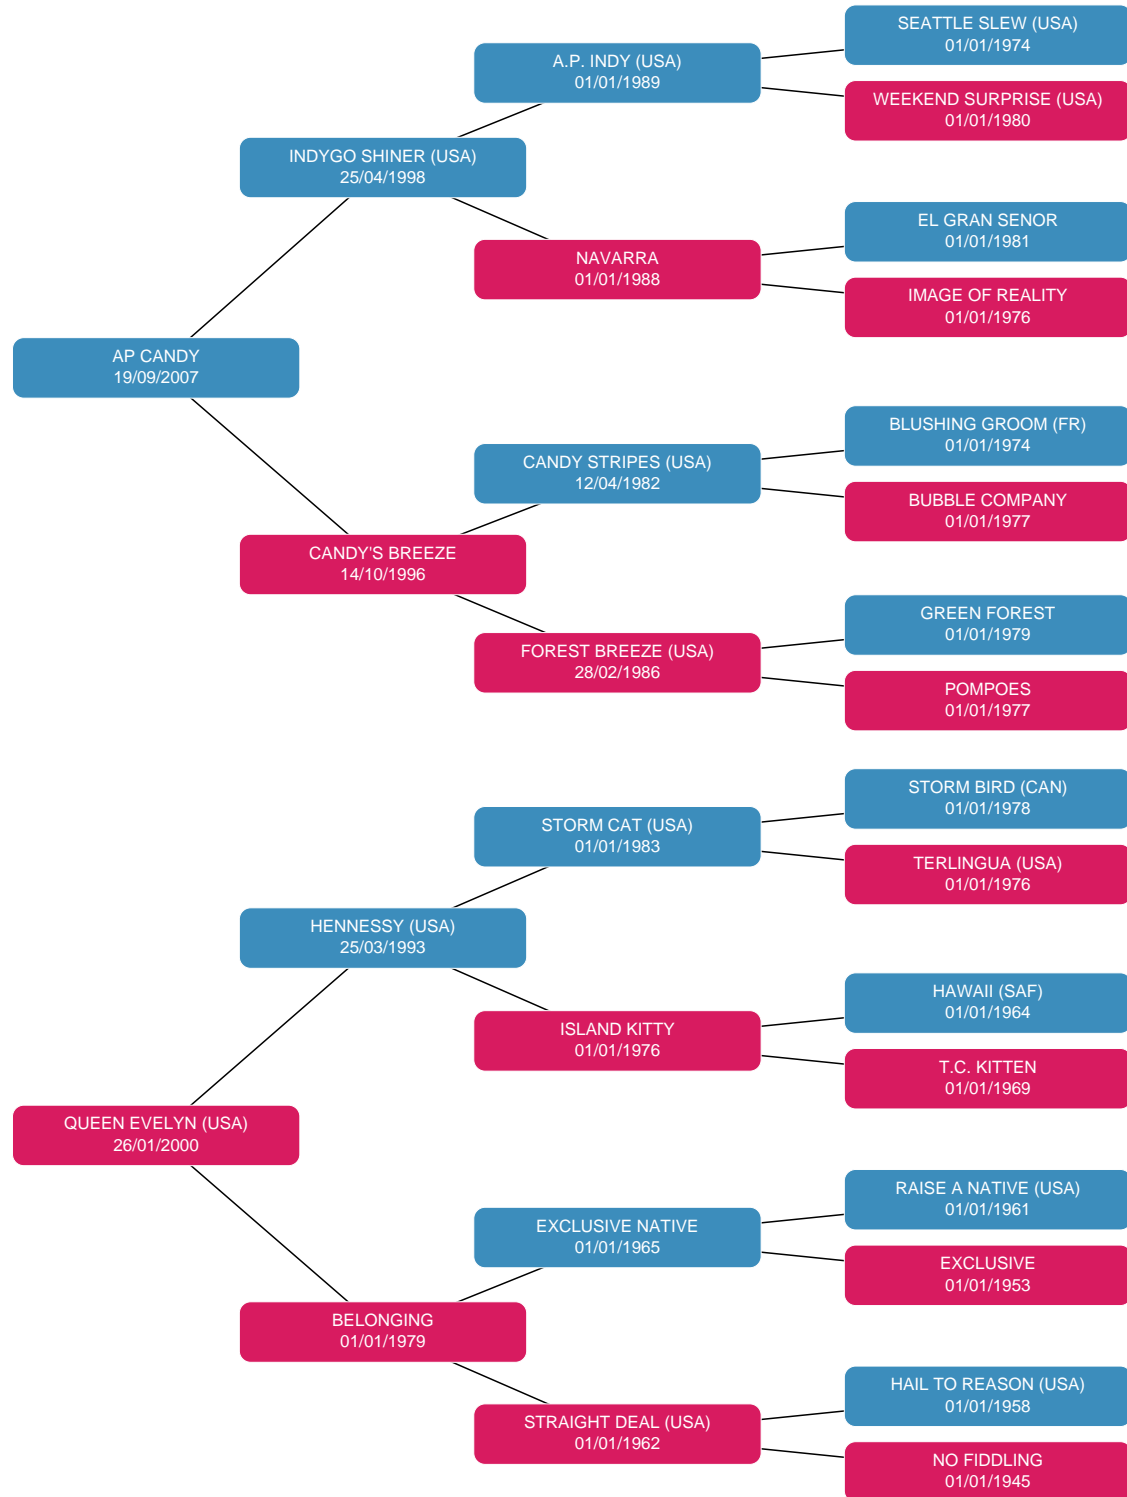 SEATTLE SLEW (USA)
01/01/1974
A.P. INDY (USA)
01/01/1989
WEEKEND SURPRISE (USA)
01/01/1980
INDYGO SHINER (USA)
25/04/1998
EL GRAN SENOR
01/01/1981
NAVARRA
01/01/1988
IMAGE OF REALITY
01/01/1976
AP CANDY
19/09/2007
BLUSHING GROOM (FR)
01/01/1974
CANDY STRIPES (USA)
12/04/1982
BUBBLE COMPANY
01/01/1977
CANDY'S BREEZE
14/10/1996
GREEN FOREST
01/01/1979
FOREST BREEZE (USA)
28/02/1986
POMPOES
01/01/1977
STORM BIRD (CAN)
01/01/1978
STORM CAT (USA)
01/01/1983
TERLINGUA (USA)
01/01/1976
HENNESSY (USA)
25/03/1993
HAWAII (SAF)
01/01/1964
ISLAND KITTY
01/01/1976
T.C. KITTEN
01/01/1969
QUEEN EVELYN (USA)
26/01/2000
RAISE A NATIVE (USA)
01/01/1961
EXCLUSIVE NATIVE
01/01/1965
EXCLUSIVE
01/01/1953
BELONGING
01/01/1979
HAIL TO REASON (USA)
01/01/1958
STRAIGHT DEAL (USA)
01/01/1962
NO FIDDLING
01/01/1945